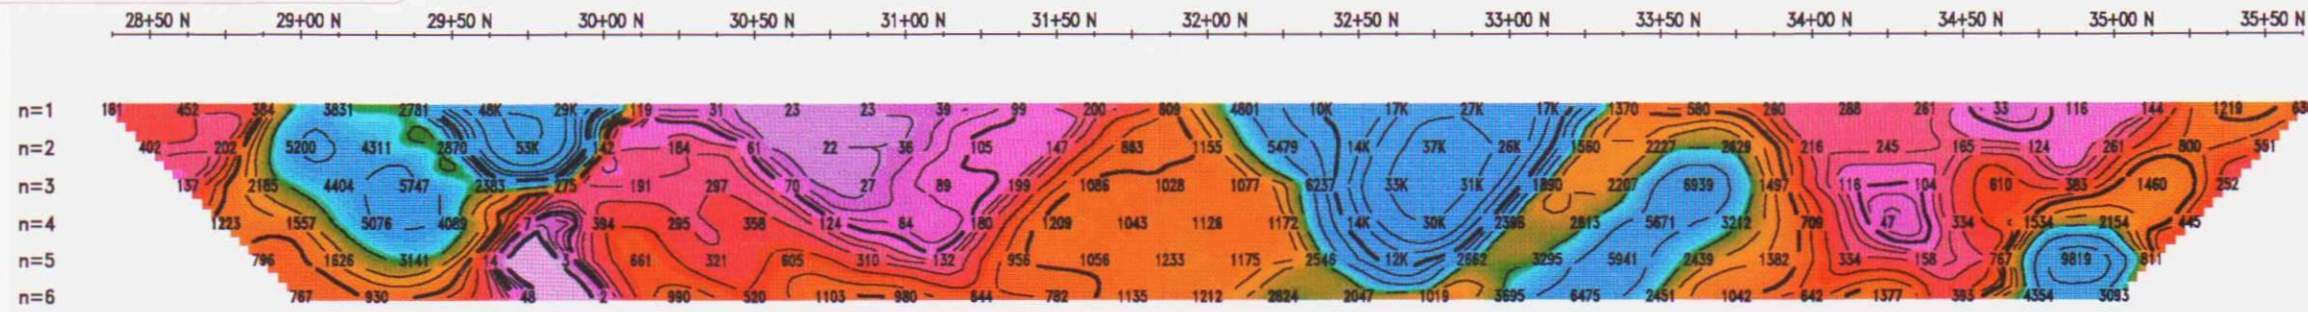 28+50 N 29+00 N 29+50 N 30+00 N 30+50 N 31+00 N 31+50 N 32+00 N 32+50 N 33+00 N 33+50 N 34+00 N 34+50 N 35+00 N 35+50 N
n=1 181 452 384 3831 2781 48K 29K 119 31 23 23 39 99 200 809 4801 10K 17K 27K 17K 1370 580 280 288 261 33 116 144 1219
n=2 402 202 5200 4311 2870 53K 142 184 61 22 36 105 147 883 1155 5479 14K 37K 26K 1560 2227 2829 216 245 165 124 261 800 561
n=3 137 2185 4404 5747 2383 275 191 297 70 27 89 199 1086 1028 1077 6237 33K 31K 1890 2207 6939 1497 116 104 610 383 1460 252
n=4 1223 1557 5076 4089 7 394 295 358 124 84 180 1209 1043 1126 1172 14K 30K 2398 2813 5671 3212 709 47 334 1534 2154 445
n=5 796 1626 3141 4 3 661 321 605 310 132 956 1056 1233 1175 2546 12K 2662 3295 5941 2439 1382 334 158 767 9819 811
n=6 767 930 48 2 990 520 1103 980 844 782 1135 1212 2824 2047 1019 3695 6475 2451 1042 642 1377 393 4354 3093